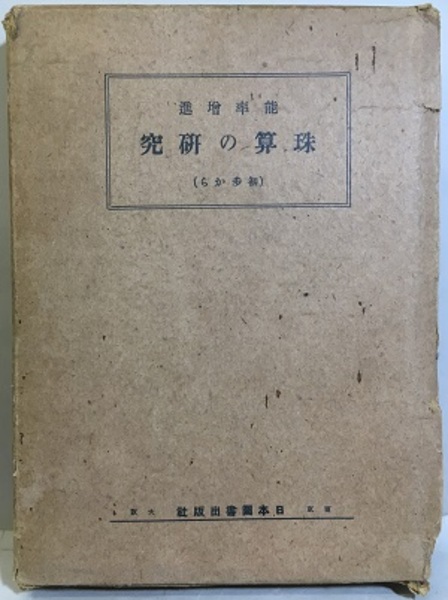 能率增進
珠算の研究
(初歩から)
東京 日本圖書出版社 大阪